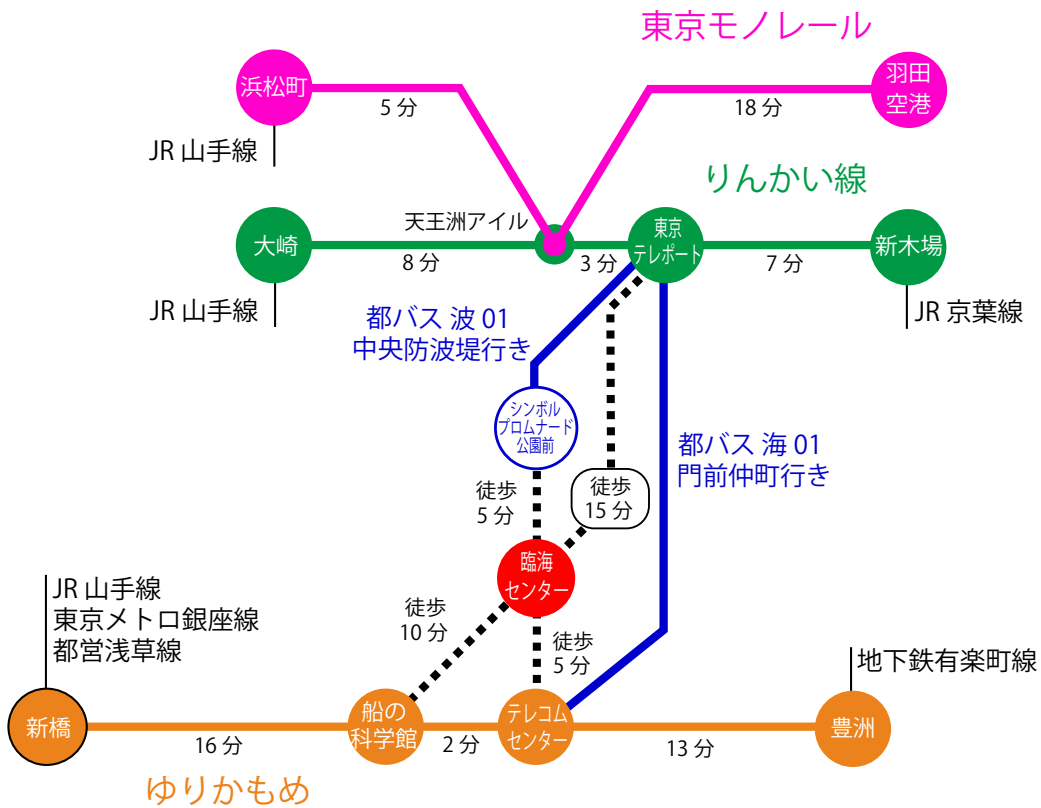 東京モノレール
浜松町
羽田
空港
5 分
18 分
JR 山手線
りんかい線
天王洲アイル
大崎
東京
テレポート
新木場
8 分
3 分
7 分
JR 山手線
JR 京葉線
都バス 波 01
中央防波堤行き
シンボル
プロムナード
公園前
都バス 海 01
門前仲町行き
徒歩
5 分
徒歩
15 分
臨海
センター
JR 山手線
東京メトロ銀座線
都営浅草線
徒歩
10 分
徒歩
5 分
地下鉄有楽町線
新橋
船の
科学館
テレコム
センター
豊洲
16 分
2 分
13 分
ゆりかもめ